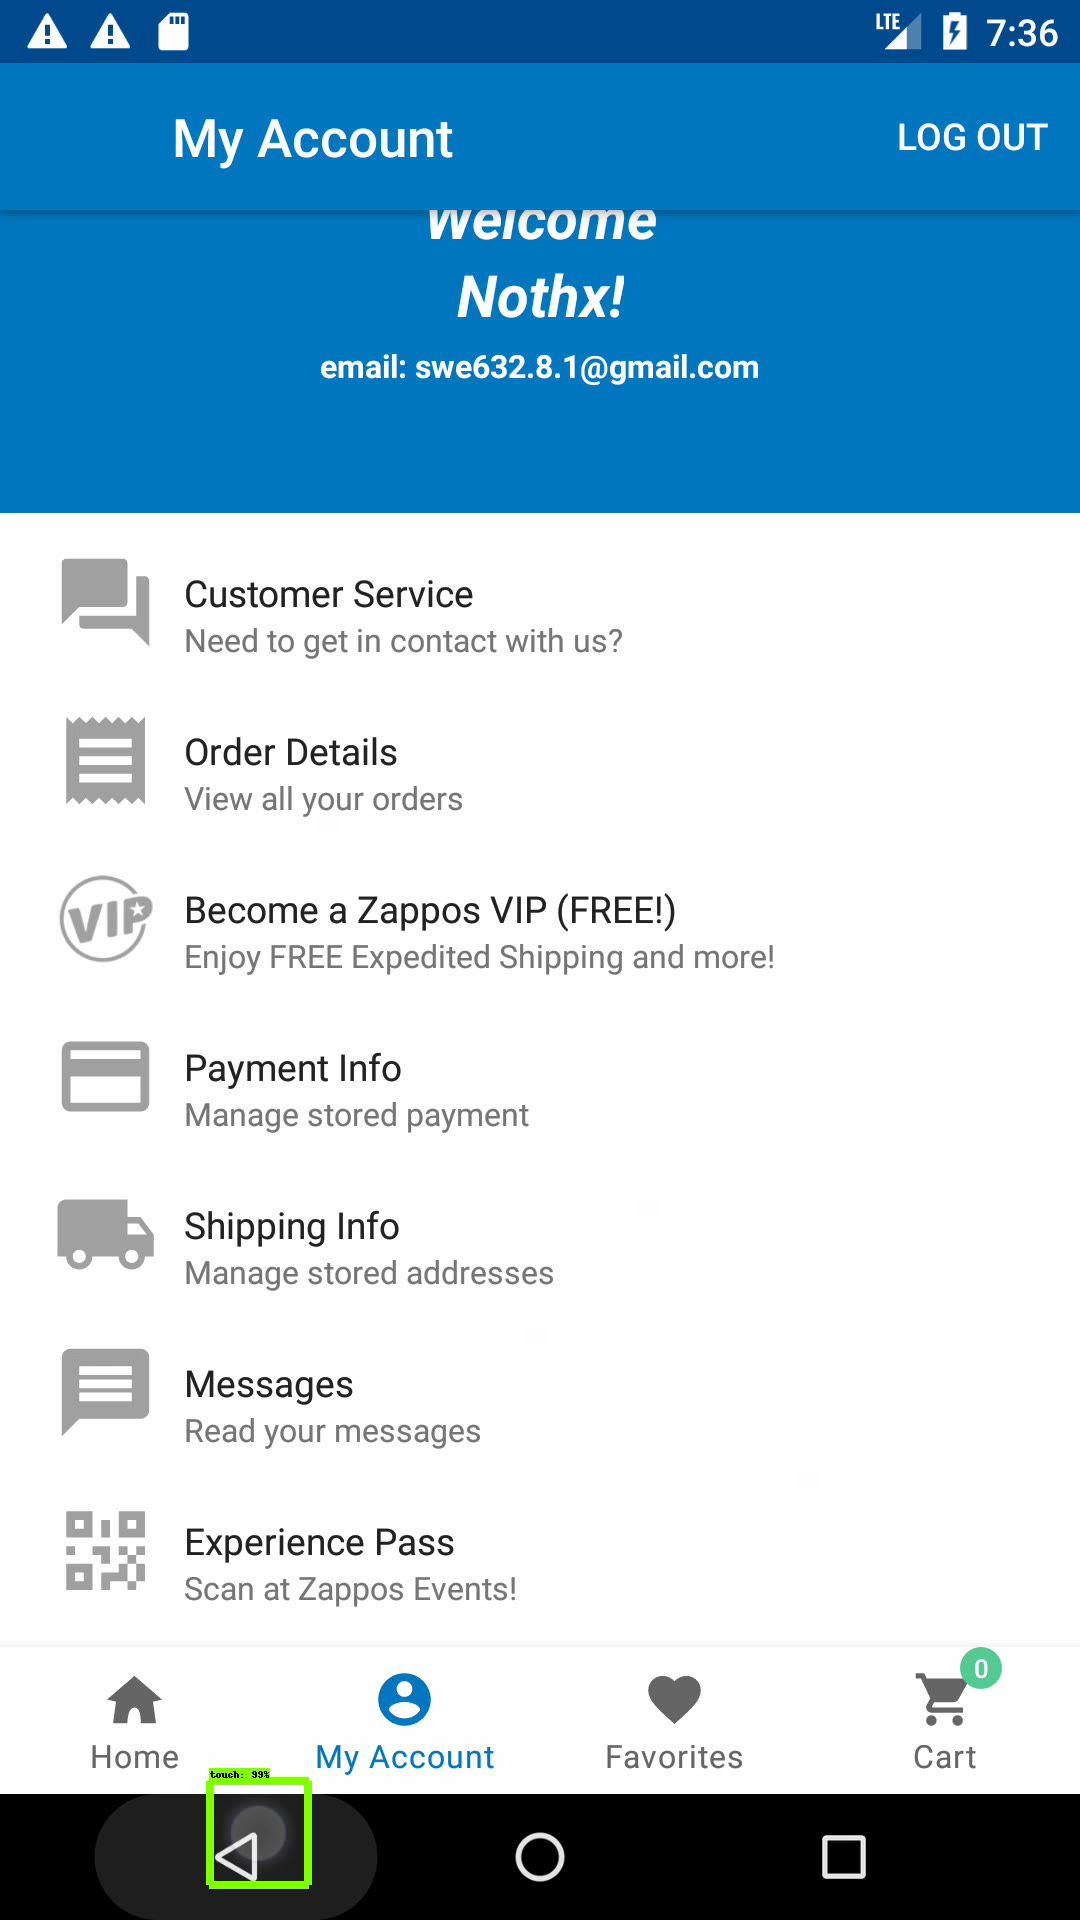 LTE 7:36
My Account LOG OUT
Welcome
Nothx!
email: swe632.8.1@gmail.com
Customer Service
Need to get in contact with us?
Order Details
View all your orders
VIP
Become a Zappos VIP (FREE!)
Enjoy FREE Expedited Shipping and more!
Payment Info
Manage stored payment
Shipping Info
Manage stored addresses
Messages
Read your messages
Experience Pass
Scan at Zappos Events!
0
Home My Account Favorites Cart
touch: 99%